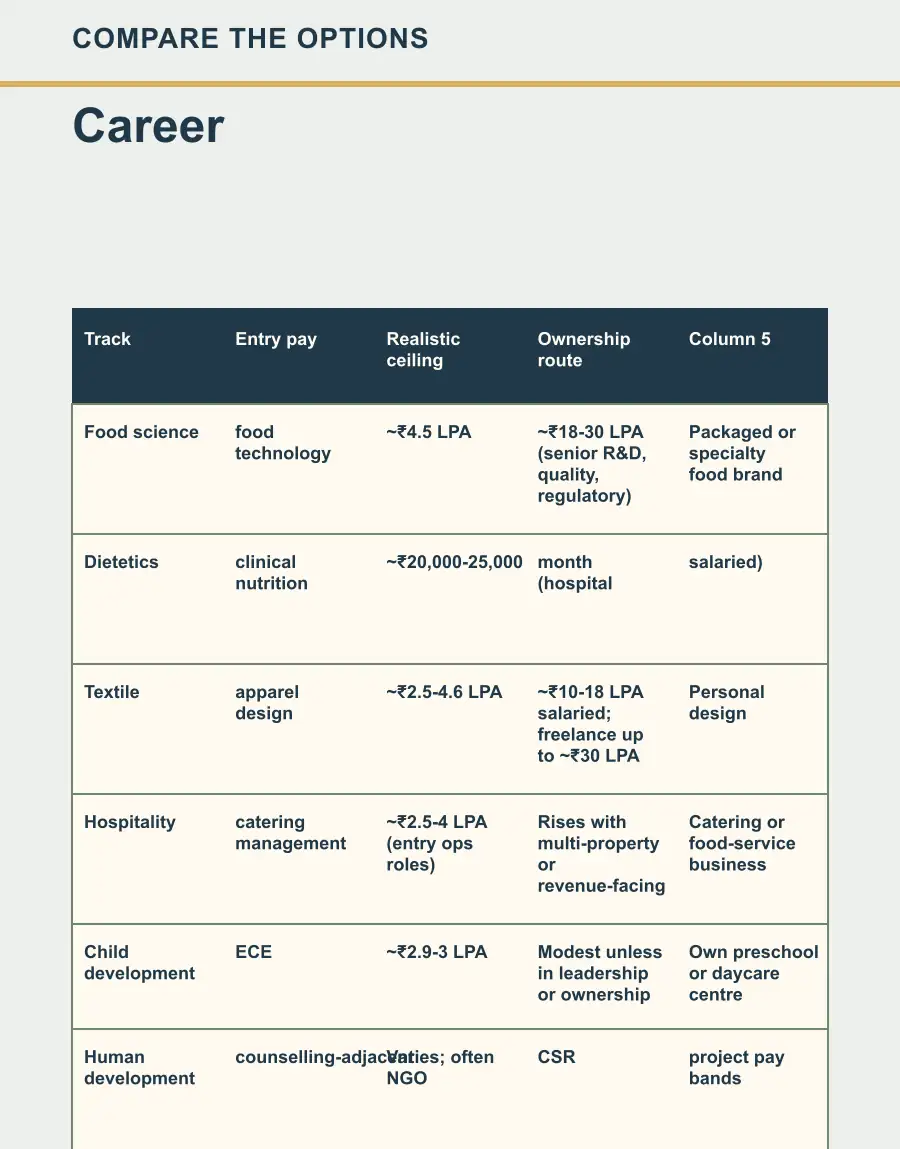 COMPARE THE OPTIONS
Career
Track
Entry pay
Realistic
ceiling
Ownership
route
Column 5
Food science
food
technology
~₹4.5 LPA
~₹18-30 LPA
(senior R&D,
quality,
regulatory)
Packaged or
specialty
food brand
Dietetics
clinical
nutrition
~₹20,000-25,000
month
(hospital
salaried)
Textile
apparel
design
~₹2.5-4.6 LPA
~₹10-18 LPA
salaried;
freelance up
to ~₹30 LPA
Personal
design
Hospitality
catering
management
~₹2.5-4 LPA
(entry ops
roles)
Rises with
multi-property
or
revenue-facing
Catering or
food-service
business
Child
development
ECE
~₹2.9-3 LPA
Modest unless
in leadership
or ownership
Own preschool
or daycare
centre
Human
development
counselling-adjacent
Varies; often
NGO
CSR
project pay
bands